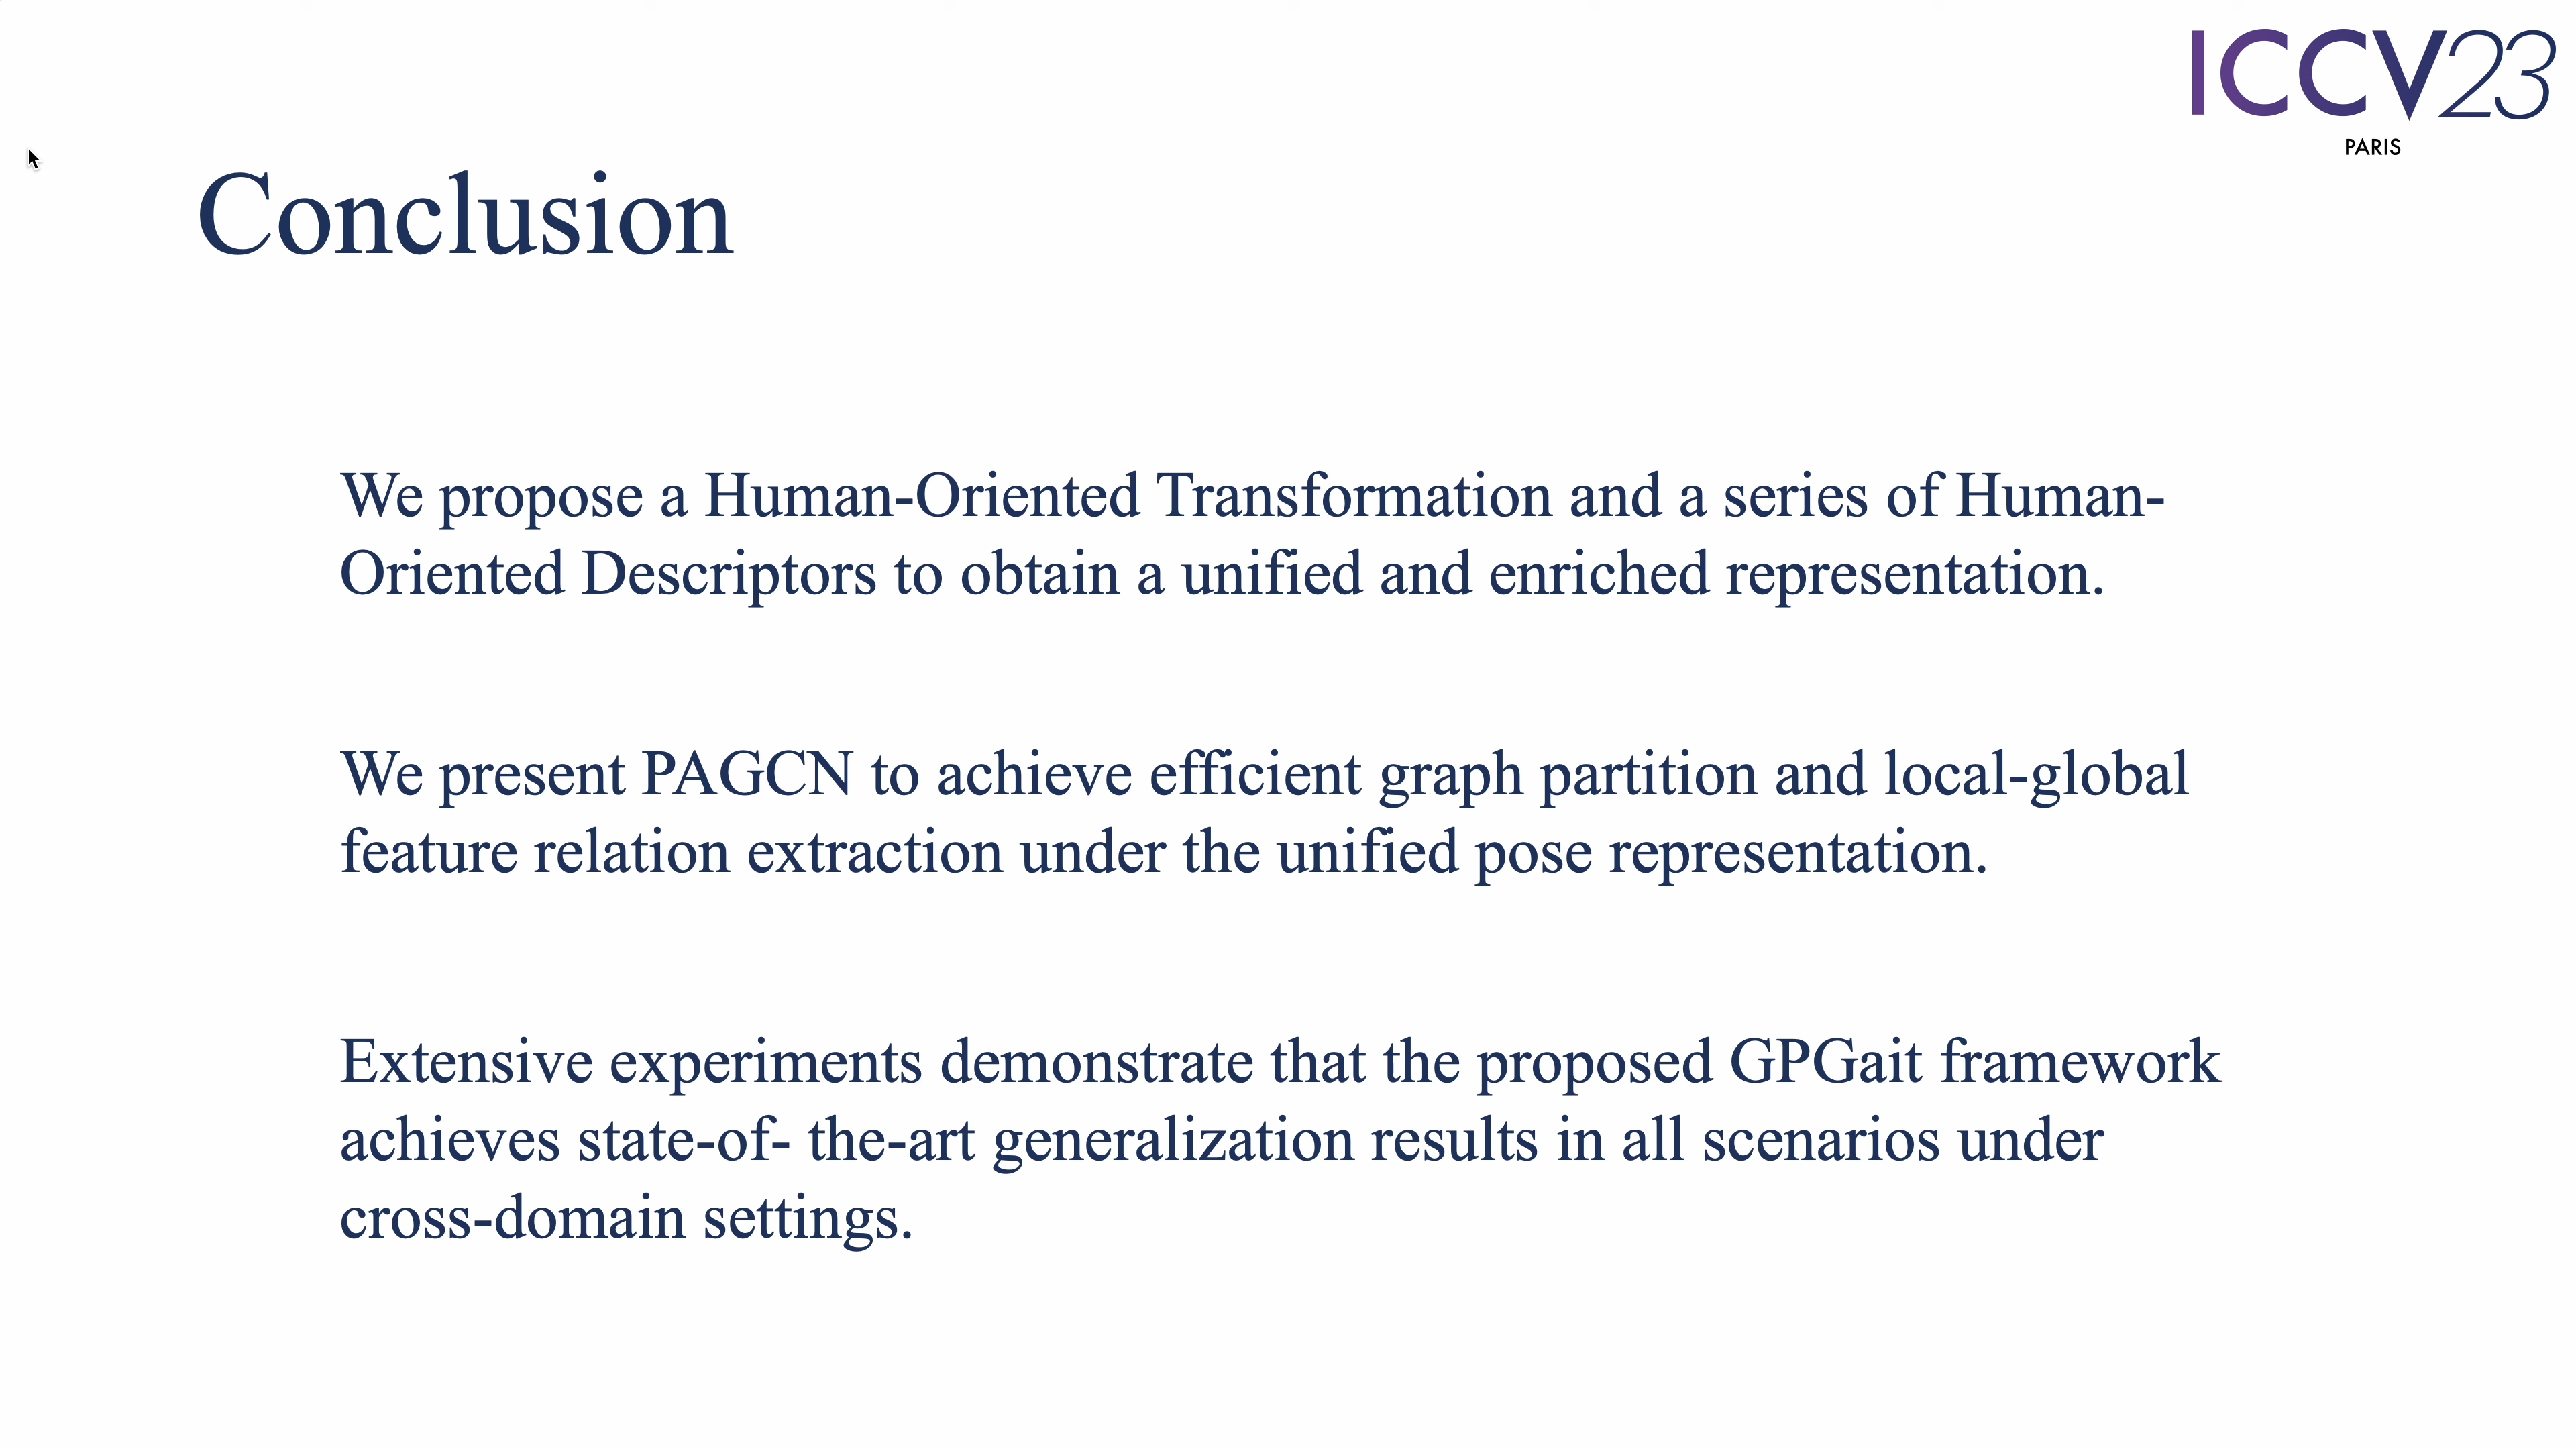 ICCV23
PARIS
Conclusion
We propose a Human-Oriented Transformation and a series of Human-
Oriented Descriptors to obtain a unified and enriched representation.
We present PAGCN to achieve efficient graph partition and local-global
feature relation extraction under the unified pose representation.
Extensive experiments demonstrate that the proposed GPGait framework
achieves state-of- the-art generalization results in all scenarios under
cross-domain settings.